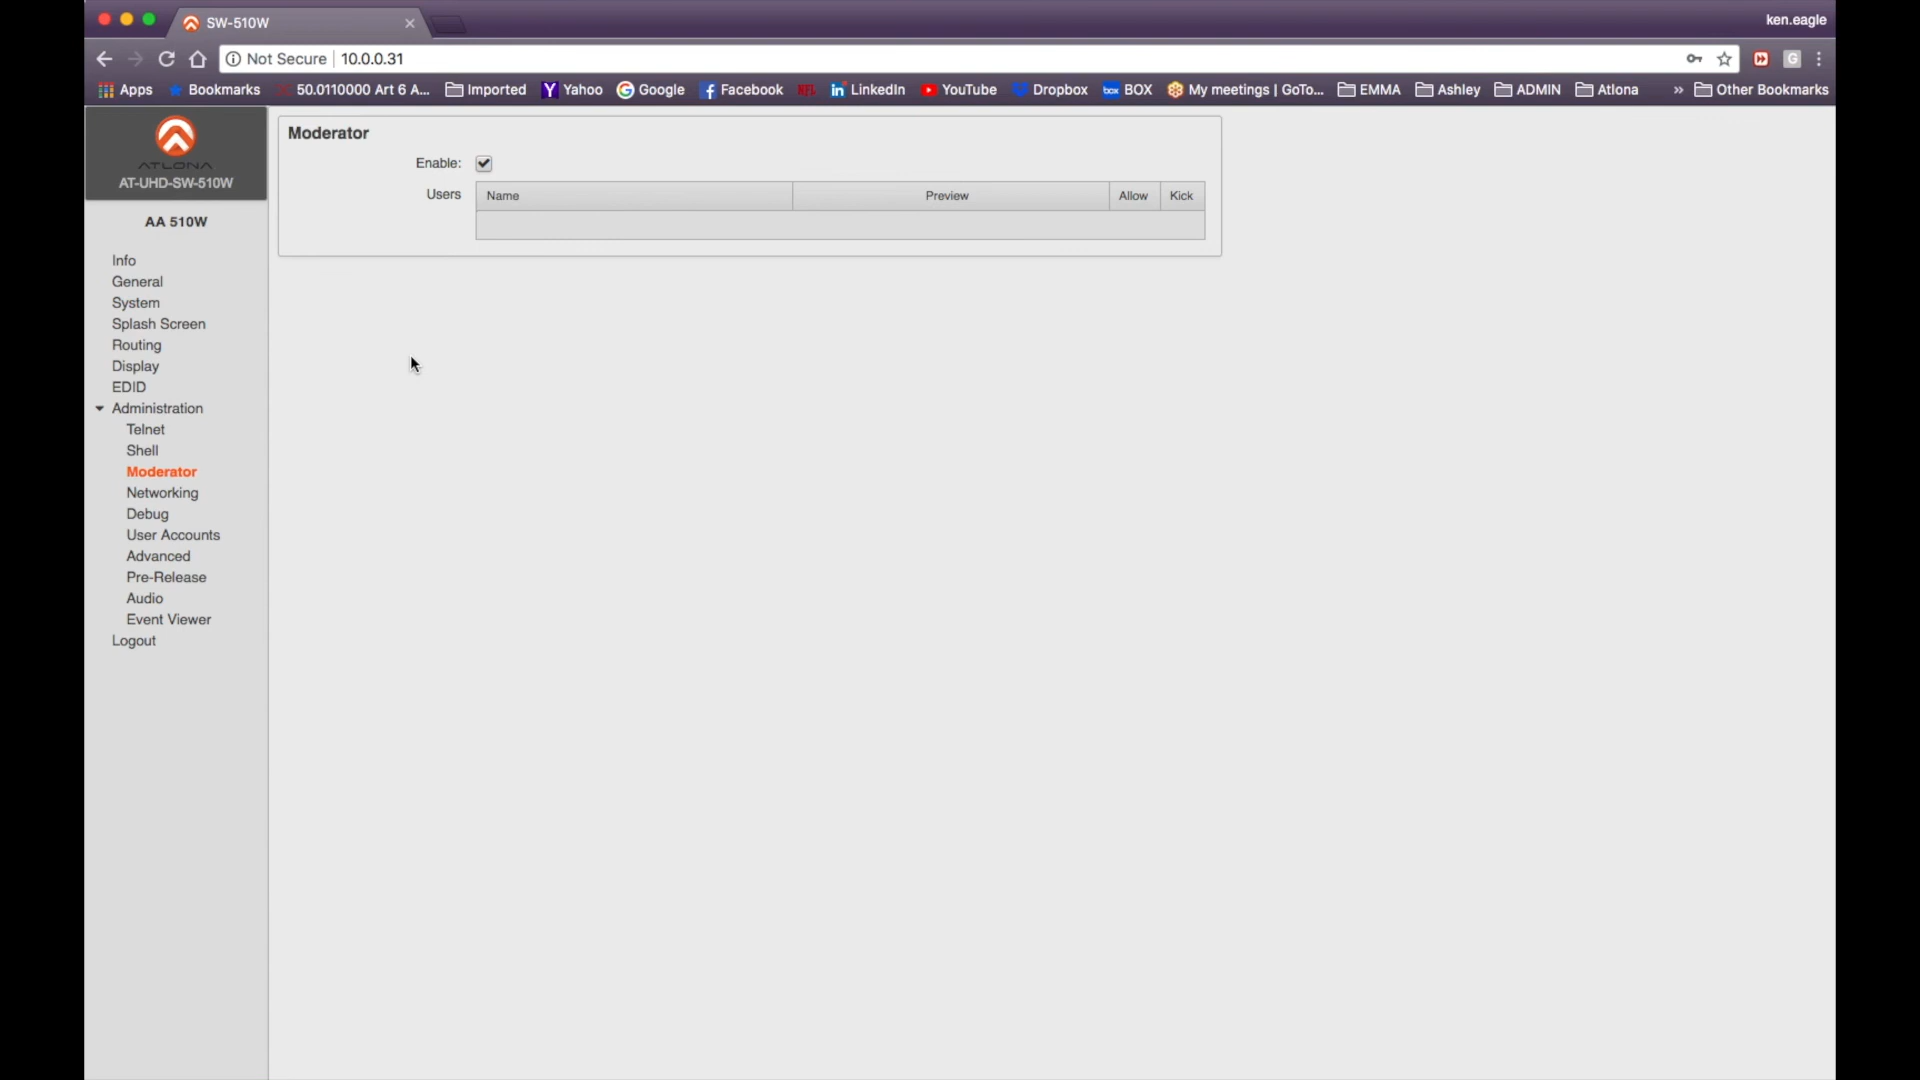 SW-510W
ken.eagle
Not Secure 10.0.0.31
G
Apps Bookmarks 50.0110000 Art 6 A... Imported Y Yahoo Google Facebook NFL LinkedIn YouTube Dropbox box BOX My meetings | GoTo... EMMA Ashley ADMIN Atlona » Other Bookmarks
ATLONA
AT-UHD-SW-510W
AA 510W
Info
General
System
Splash Screen
Routing
Display
EDID
Administration
Telnet
Shell
Moderator
Networking
Debug
User Accounts
Advanced
Pre-Release
Audio
Event Viewer
Logout
Moderator
Enable:
Users Name Preview Allow Kick